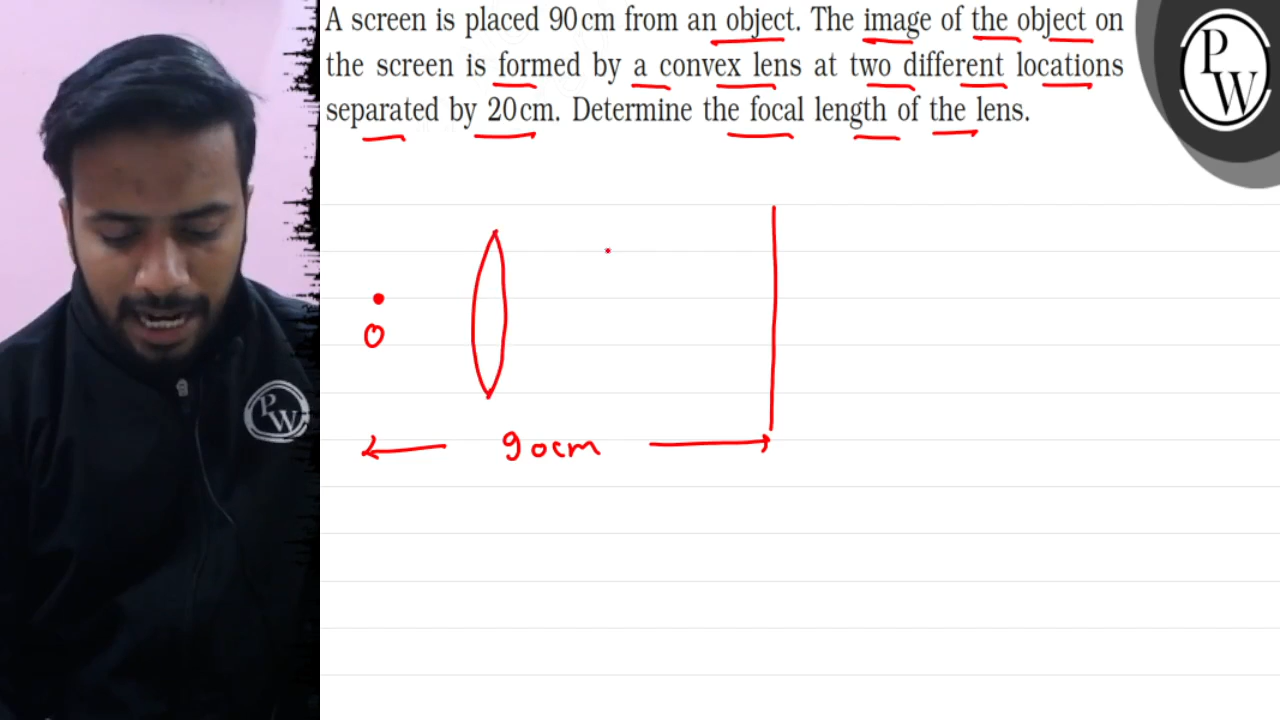 A screen is placed 90 cm from an object. The image of the object on
the screen is formed by a convex lens at two different locations
separated by 20 cm. Determine the focal length of the lens.
P
W
O
90cm
P
W